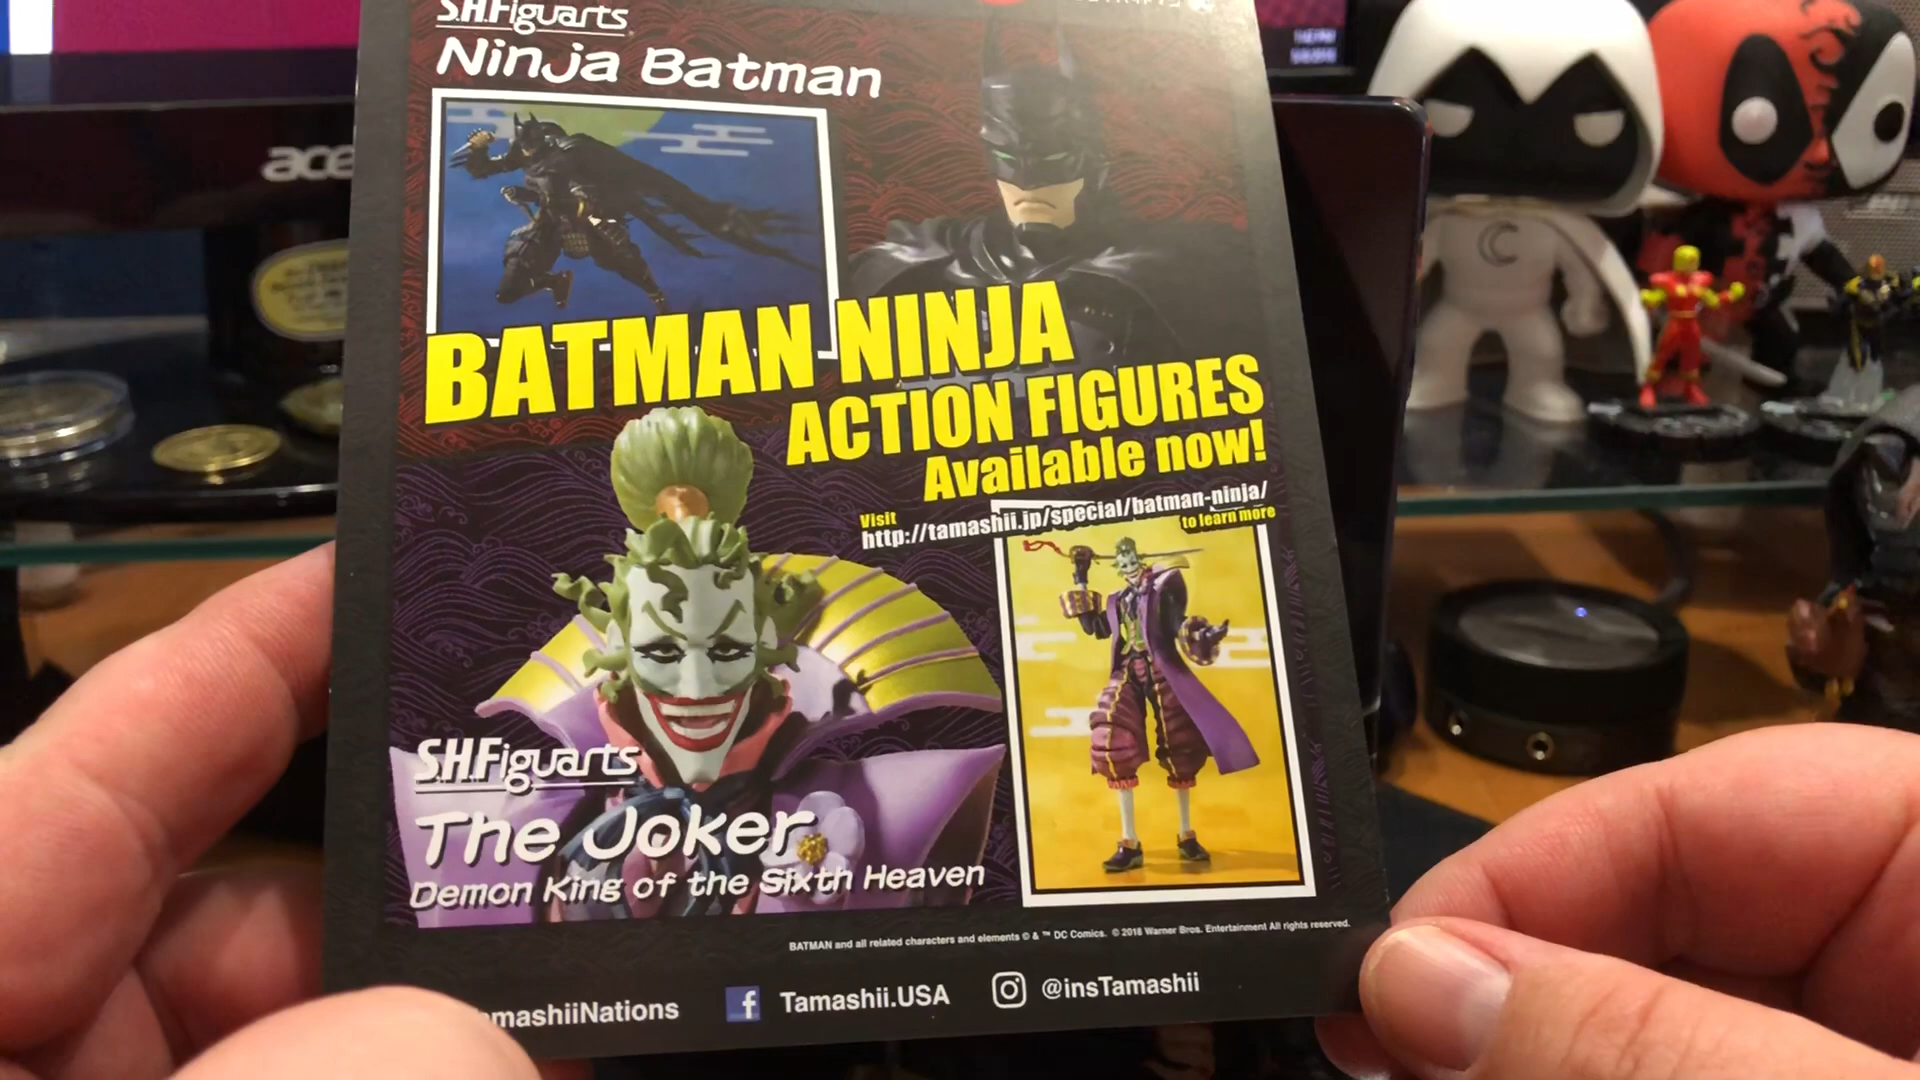 S.H.Figuarts
Ninja Batman
ace
BATMAN NINJA
ACTION FIGURES
Available now!
Visit
http://tamashii.jp/special/batman-ninja/
to learn more
S.H.Figuarts
The Joker
Demon King of the Sixth Heaven
BATMAN and all related characters and elements © & ™ DC Comics. © 2018 Warner Bros. Entertainment All rights reserved.
amashiiNations
Tamashii.USA
@insTamashii